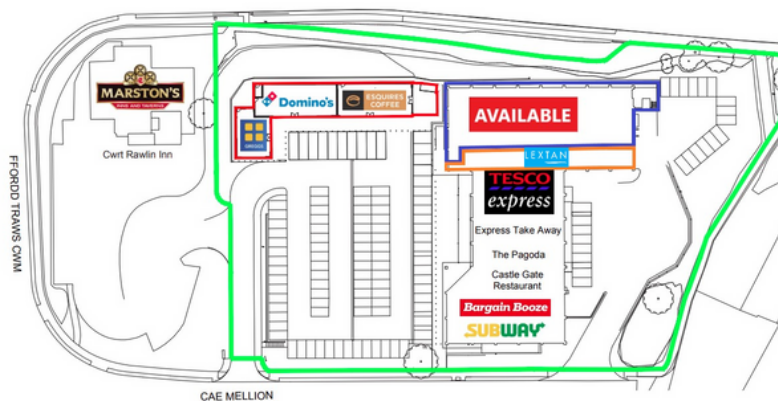 MARSTON'S
Cwrt Rawlin Inn
FFORDD TRAWS CWM
Domino's
ESQUIRES
COFFEE
GREGGS
AVAILABLE
LEXTAN
TESCO
express
Express Take Away
The Pagoda
Castle Gate
Restaurant
Bargain Booze
SUBWAY
CAE MELLION